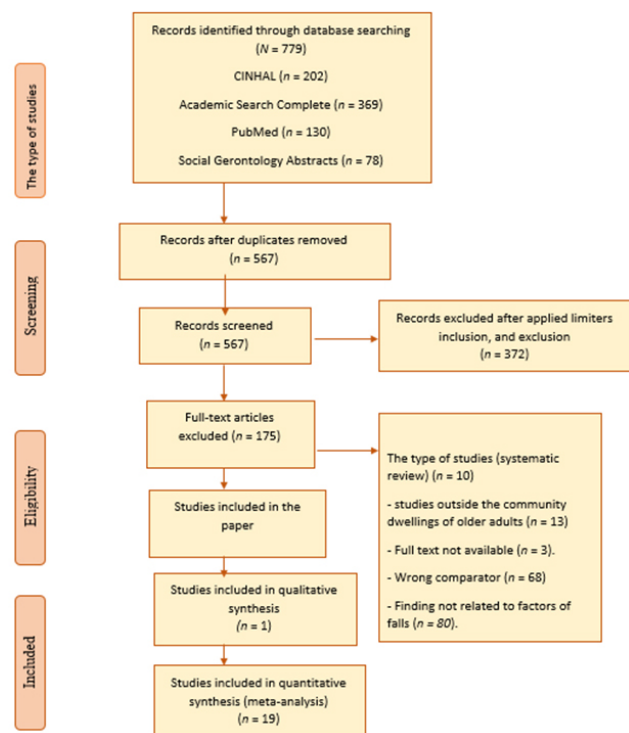 The type of studies
Records identified through database searching
(N = 779)
CINHAL (n = 202)
Academic Search Complete (n = 369)
PubMed (n = 130)
Social Gerontology Abstracts (n = 78)
Screening
Records after duplicates removed
(n = 567)
Records screened
(n = 567)
Records excluded after applied limiters
inclusion, and exclusion
(n = 372)
Eligibility
Full-text articles
excluded (n = 175)
The type of studies (systematic
review) (n = 10)
- studies outside the community
dwellings of older adults (n = 13)
- Full text not available (n = 3).
- Wrong comparator (n = 68)
- Finding not related to factors of
falls (n = 80).
Studies included in the
paper
Included
Studies included in qualitative
synthesis
(n = 1)
Studies included in quantitative
synthesis (meta-analysis)
(n = 19)